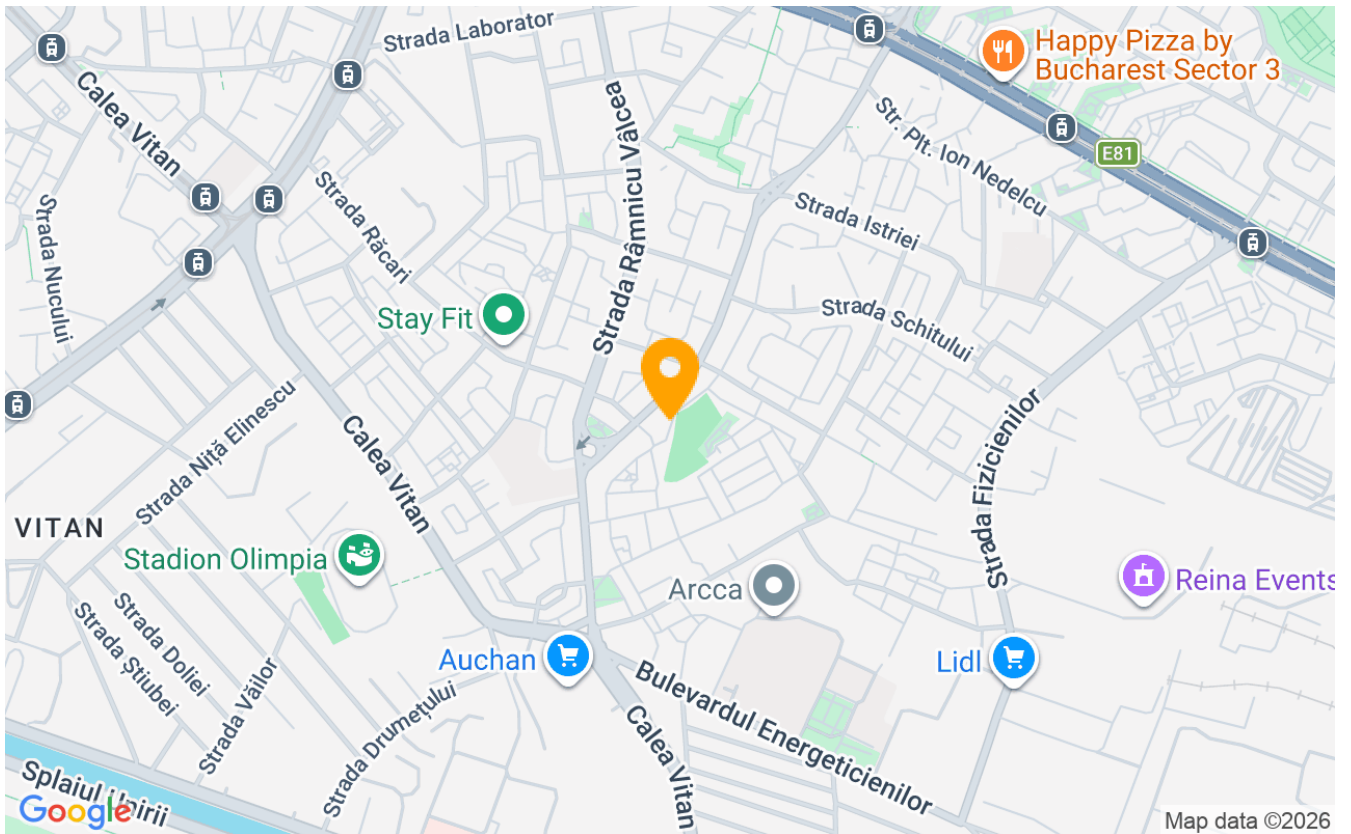 Strada Laborator
Happy Pizza by
Bucharest Sector 3
Calea Vitan
Strada Râmnicu Vâlcea
Str. Plt. Ion Nedelcu
E81
Strada Răcari
Strada Istriei
Strada Nucului
Stay Fit
Strada Schitului
Strada Niță Elinescu
Calea Vitan
Strada Fizicienilor
VITAN
Stadion Olimpia
Arcca
Reina Events
Strada Doliei
Strada Știubei
Strada Văilor
Auchan
Lidl
Strada Drumețului
Bulevardul Energeticienilor
Calea Vitan
Splaiul Unirii
Google
Map data ©2026